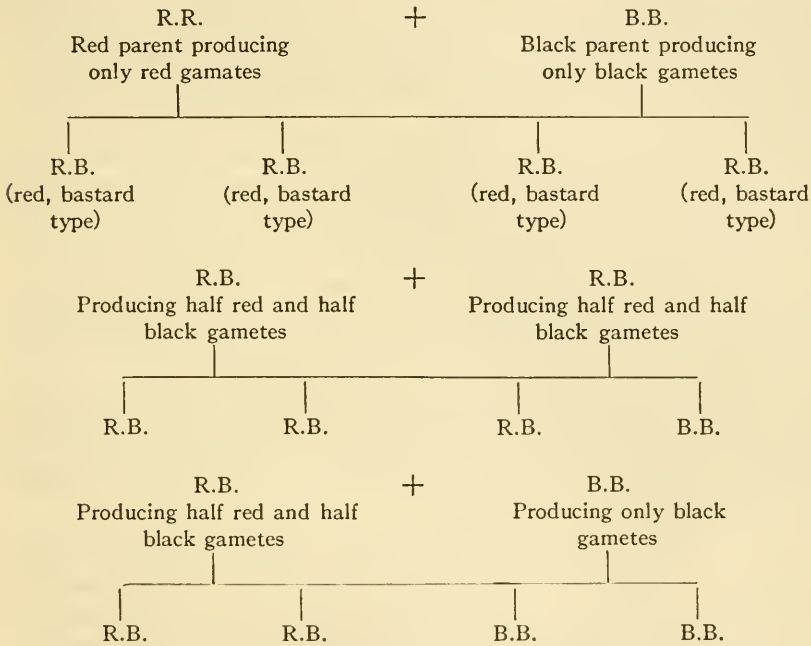 R.R. + B.B.
Red parent producing Black parent producing
only red gamates only black gametes
R.B. R.B. R.B. R.B.
(red, bastard (red, bastard (red, bastard (red, bastard
type) type) type) type)
R.B. + R.B.
Producing half red and half Producing half red and half
black gametes black gametes
R.B. R.B. R.B. B.B.
R.B. + B.B.
Producing half red and half Producing only black
black gametes gametes
R.B. R.B. B.B. B.B.